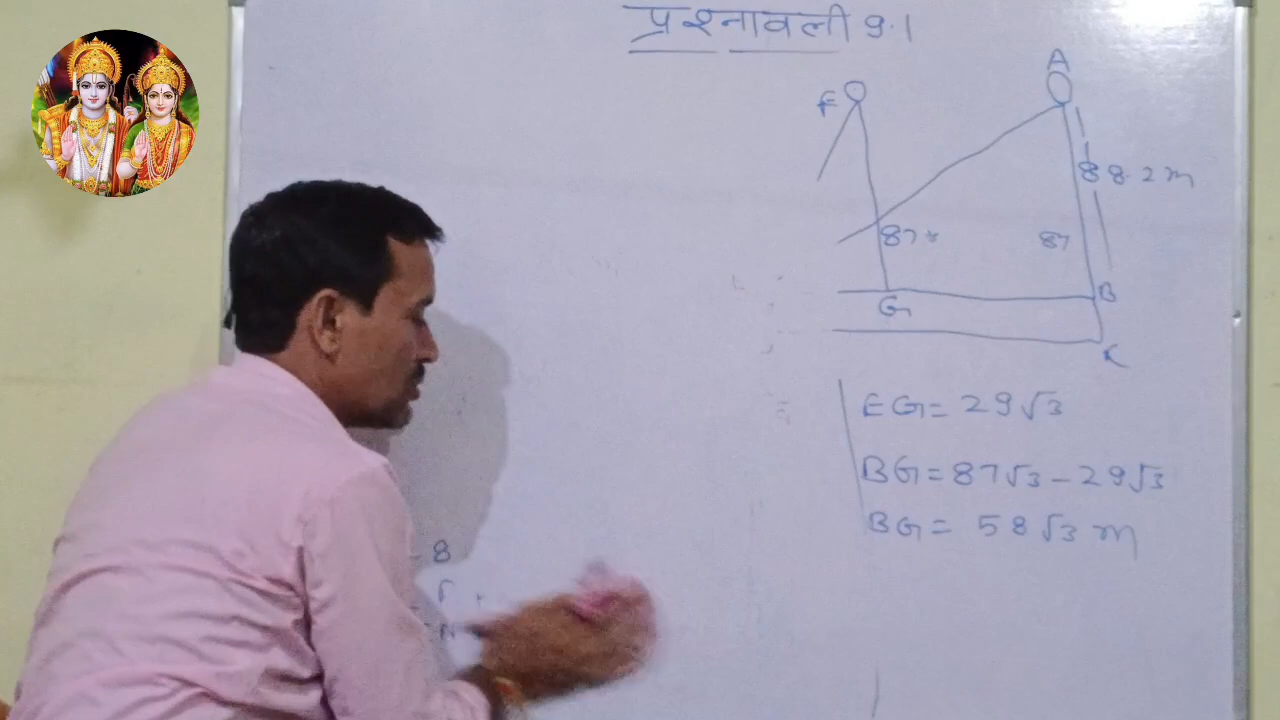 प्रश्नावली 9.1
A
F
88.2 m
87
87
B
G
K
EG = 29√3
BG = 87√3 - 29√3
BG = 58√3 m
8